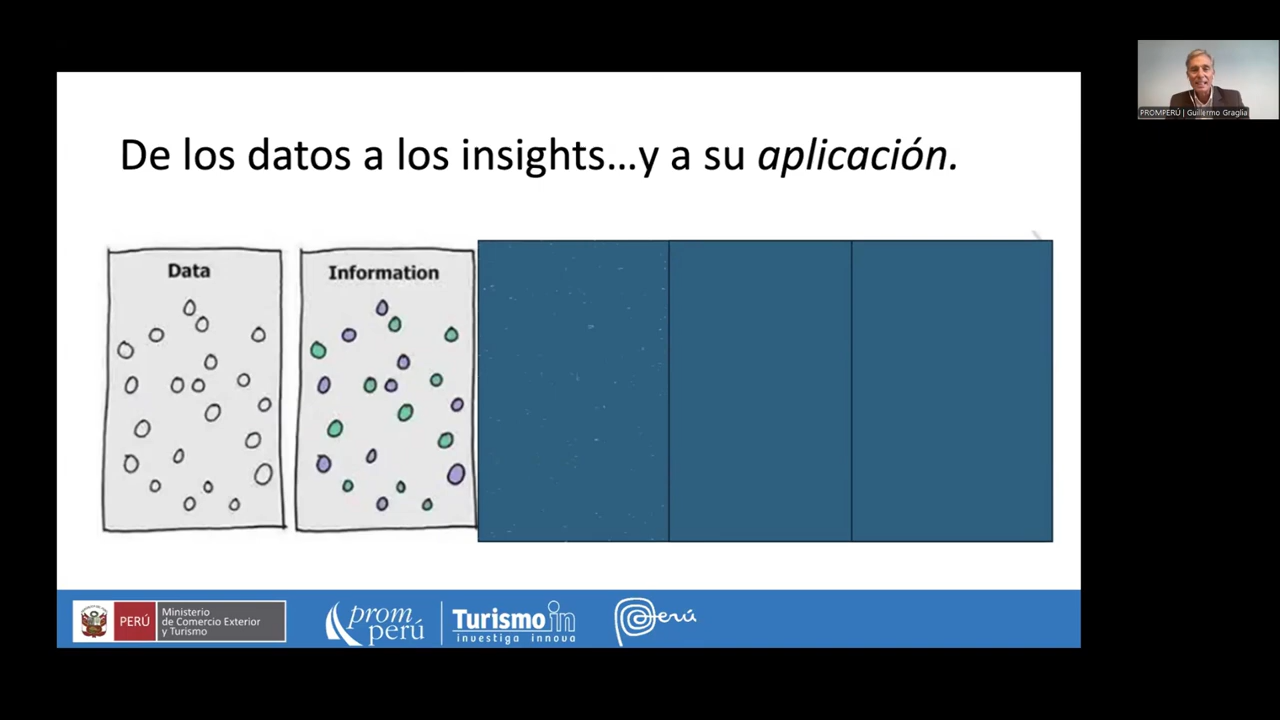 PROMPERÚ | Guillermo Graglia
De los datos a los insights...y a su aplicación.
Data
Information
PERÚ
Ministerio
de Comercio Exterior
y Turismo
prom
perú
Turismo in
investiga innova
Perú